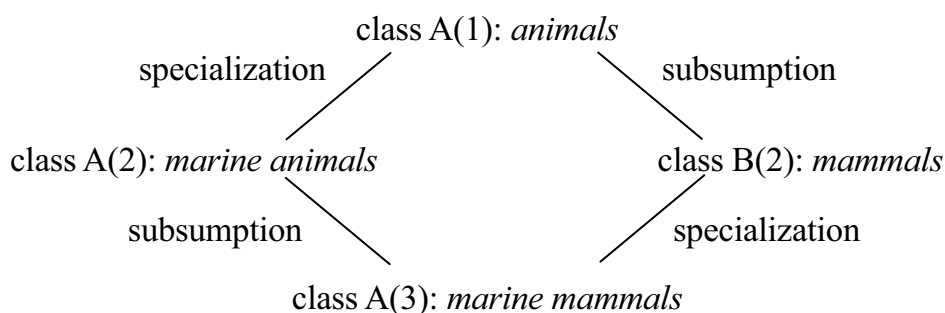 class A(1): animals
specialization subsumption
class A(2): marine animals class B(2): mammals
subsumption specialization
class A(3): marine mammals